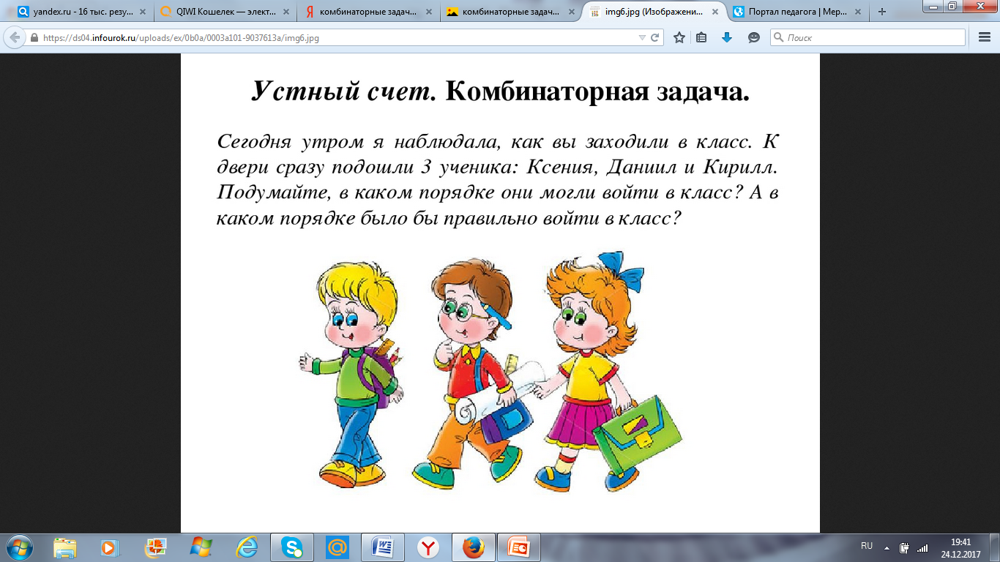 yandex.ru - 16 тыс. резу...
QIWI Кошелек — элект...
комбинаторные задач...
комбинаторные задач...
img6.jpg (Изображени...
Портал педагога | Мер...
https://ds04.infourok.ru/uploads/ex/0b0a/0003a101-9037613a/img6.jpg
Поиск
Устный счет. Комбинаторная задача.
Сегодня утром я наблюдала, как вы заходили в класс. К
двери сразу подошли 3 ученика: Ксения, Даниил и Кирилл.
Подумайте, в каком порядке они могли войти в класс? А в
каком порядке было бы правильно войти в класс?
RU
19:41
24.12.2017